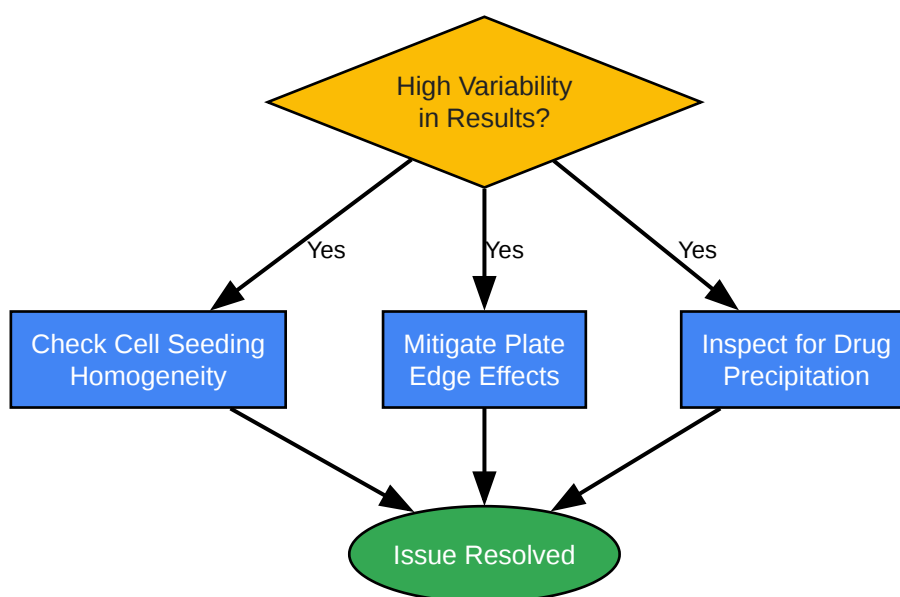 High Variability
in Results?
Yes
Yes
Yes
Check Cell Seeding
Homogeneity
Mitigate Plate
Edge Effects
Inspect for Drug
Precipitation
Issue Resolved